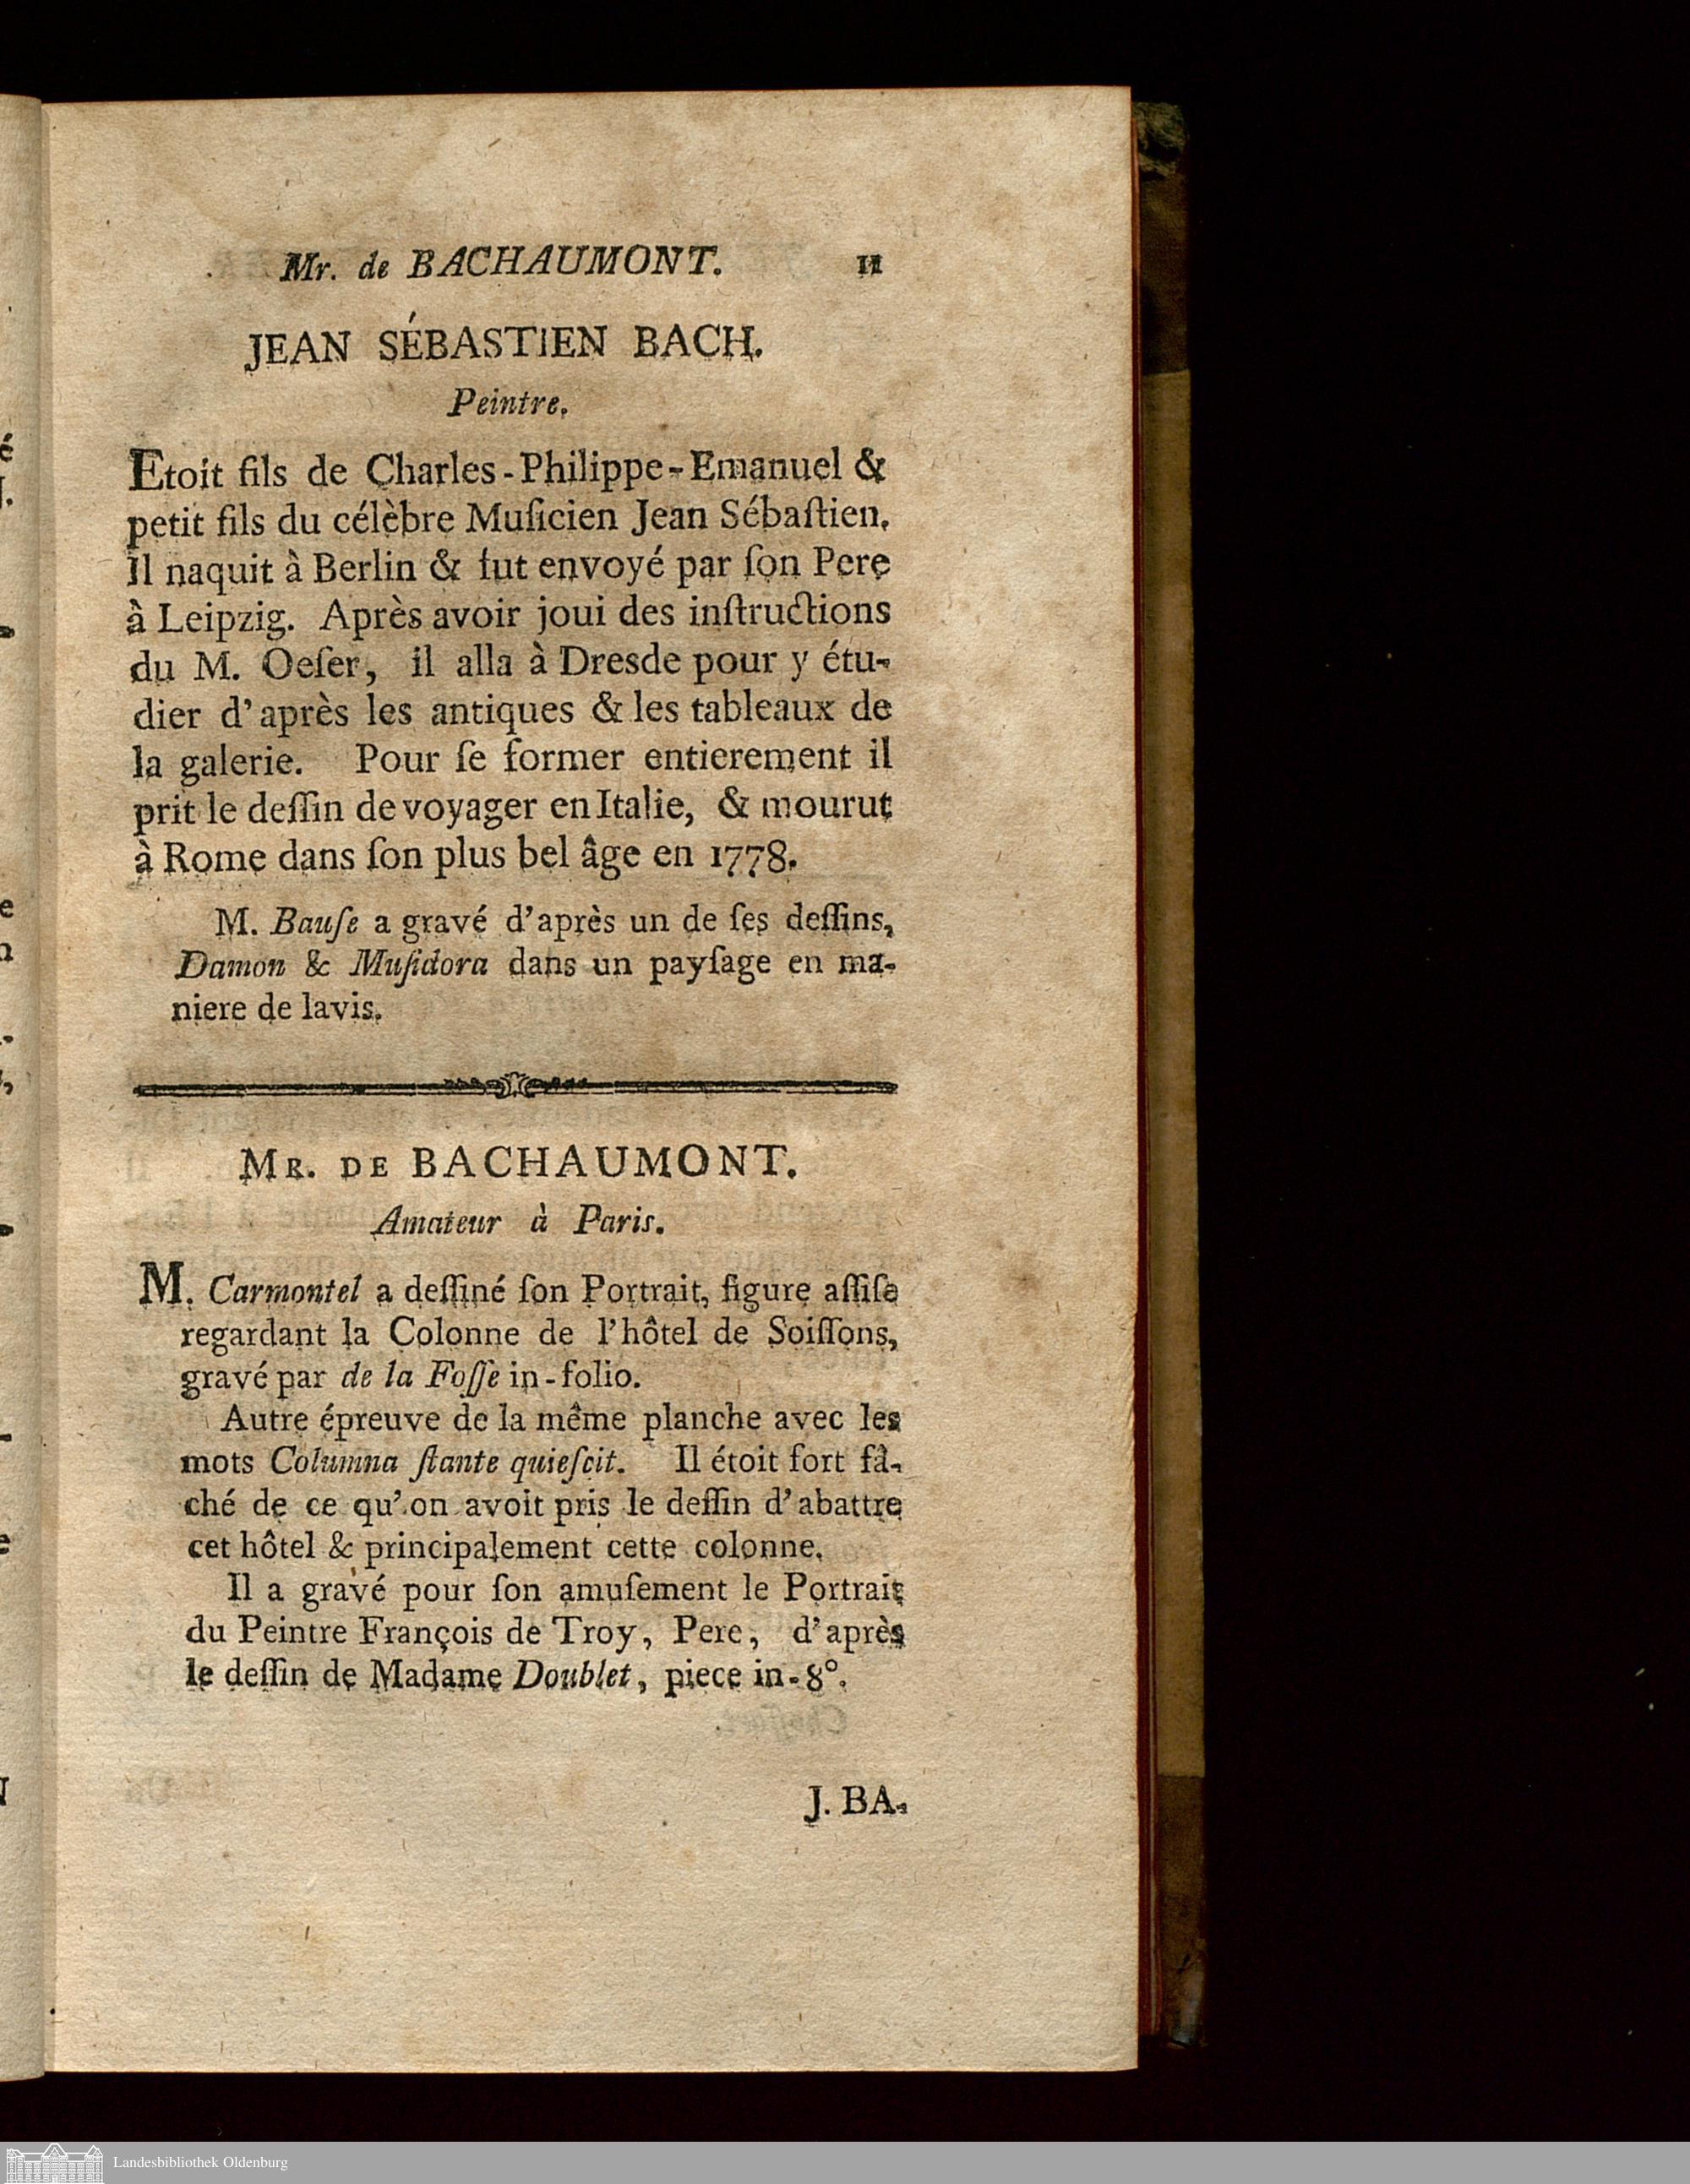 Mr. de BACHAUMONT. 11
JEAN SÉBASTIEN BACH.
Peintre.
Etoit fils de Charles-Philippe-Emanuel &
petit fils du célèbre Muſicien Jean Sébaſtien.
Il naquit à Berlin & fut envoyé par ſon Pere
à Leipzig. Après avoir joui des inſtructions
du M. Oeſer, il alla à Dresde pour y étu-
dier d'après les antiques & les tableaux de
la galerie. Pour ſe former entierement il
prit le deſſin de voyager en Italie, & mourut
à Rome dans ſon plus bel âge en 1778.
M. Bauſe a gravé d'après un de ſes deſſins,
Damon & Muſidora dans un payſage en ma-
niere de lavis.
MR. DE BACHAUMONT.
Amateur à Paris.
M. Carmontel a deſſiné ſon Portrait, figure aſſiſe
regardant la Colonne de l'hôtel de Soiſſons,
gravé par de la Foſſe in-folio.
Autre épreuve de la même planche avec les
mots Columna ſtante quieſcit. Il étoit fort fâ-
ché de ce qu'on avoit pris le deſſin d'abattre
cet hôtel & principalement cette colonne.
Il a gravé pour ſon amuſement le Portrait
du Peintre François de Troy, Pere, d'après
le deſſin de Madame Doublet, piece in-8°.
J. BA-
Landesbibliothek Oldenburg